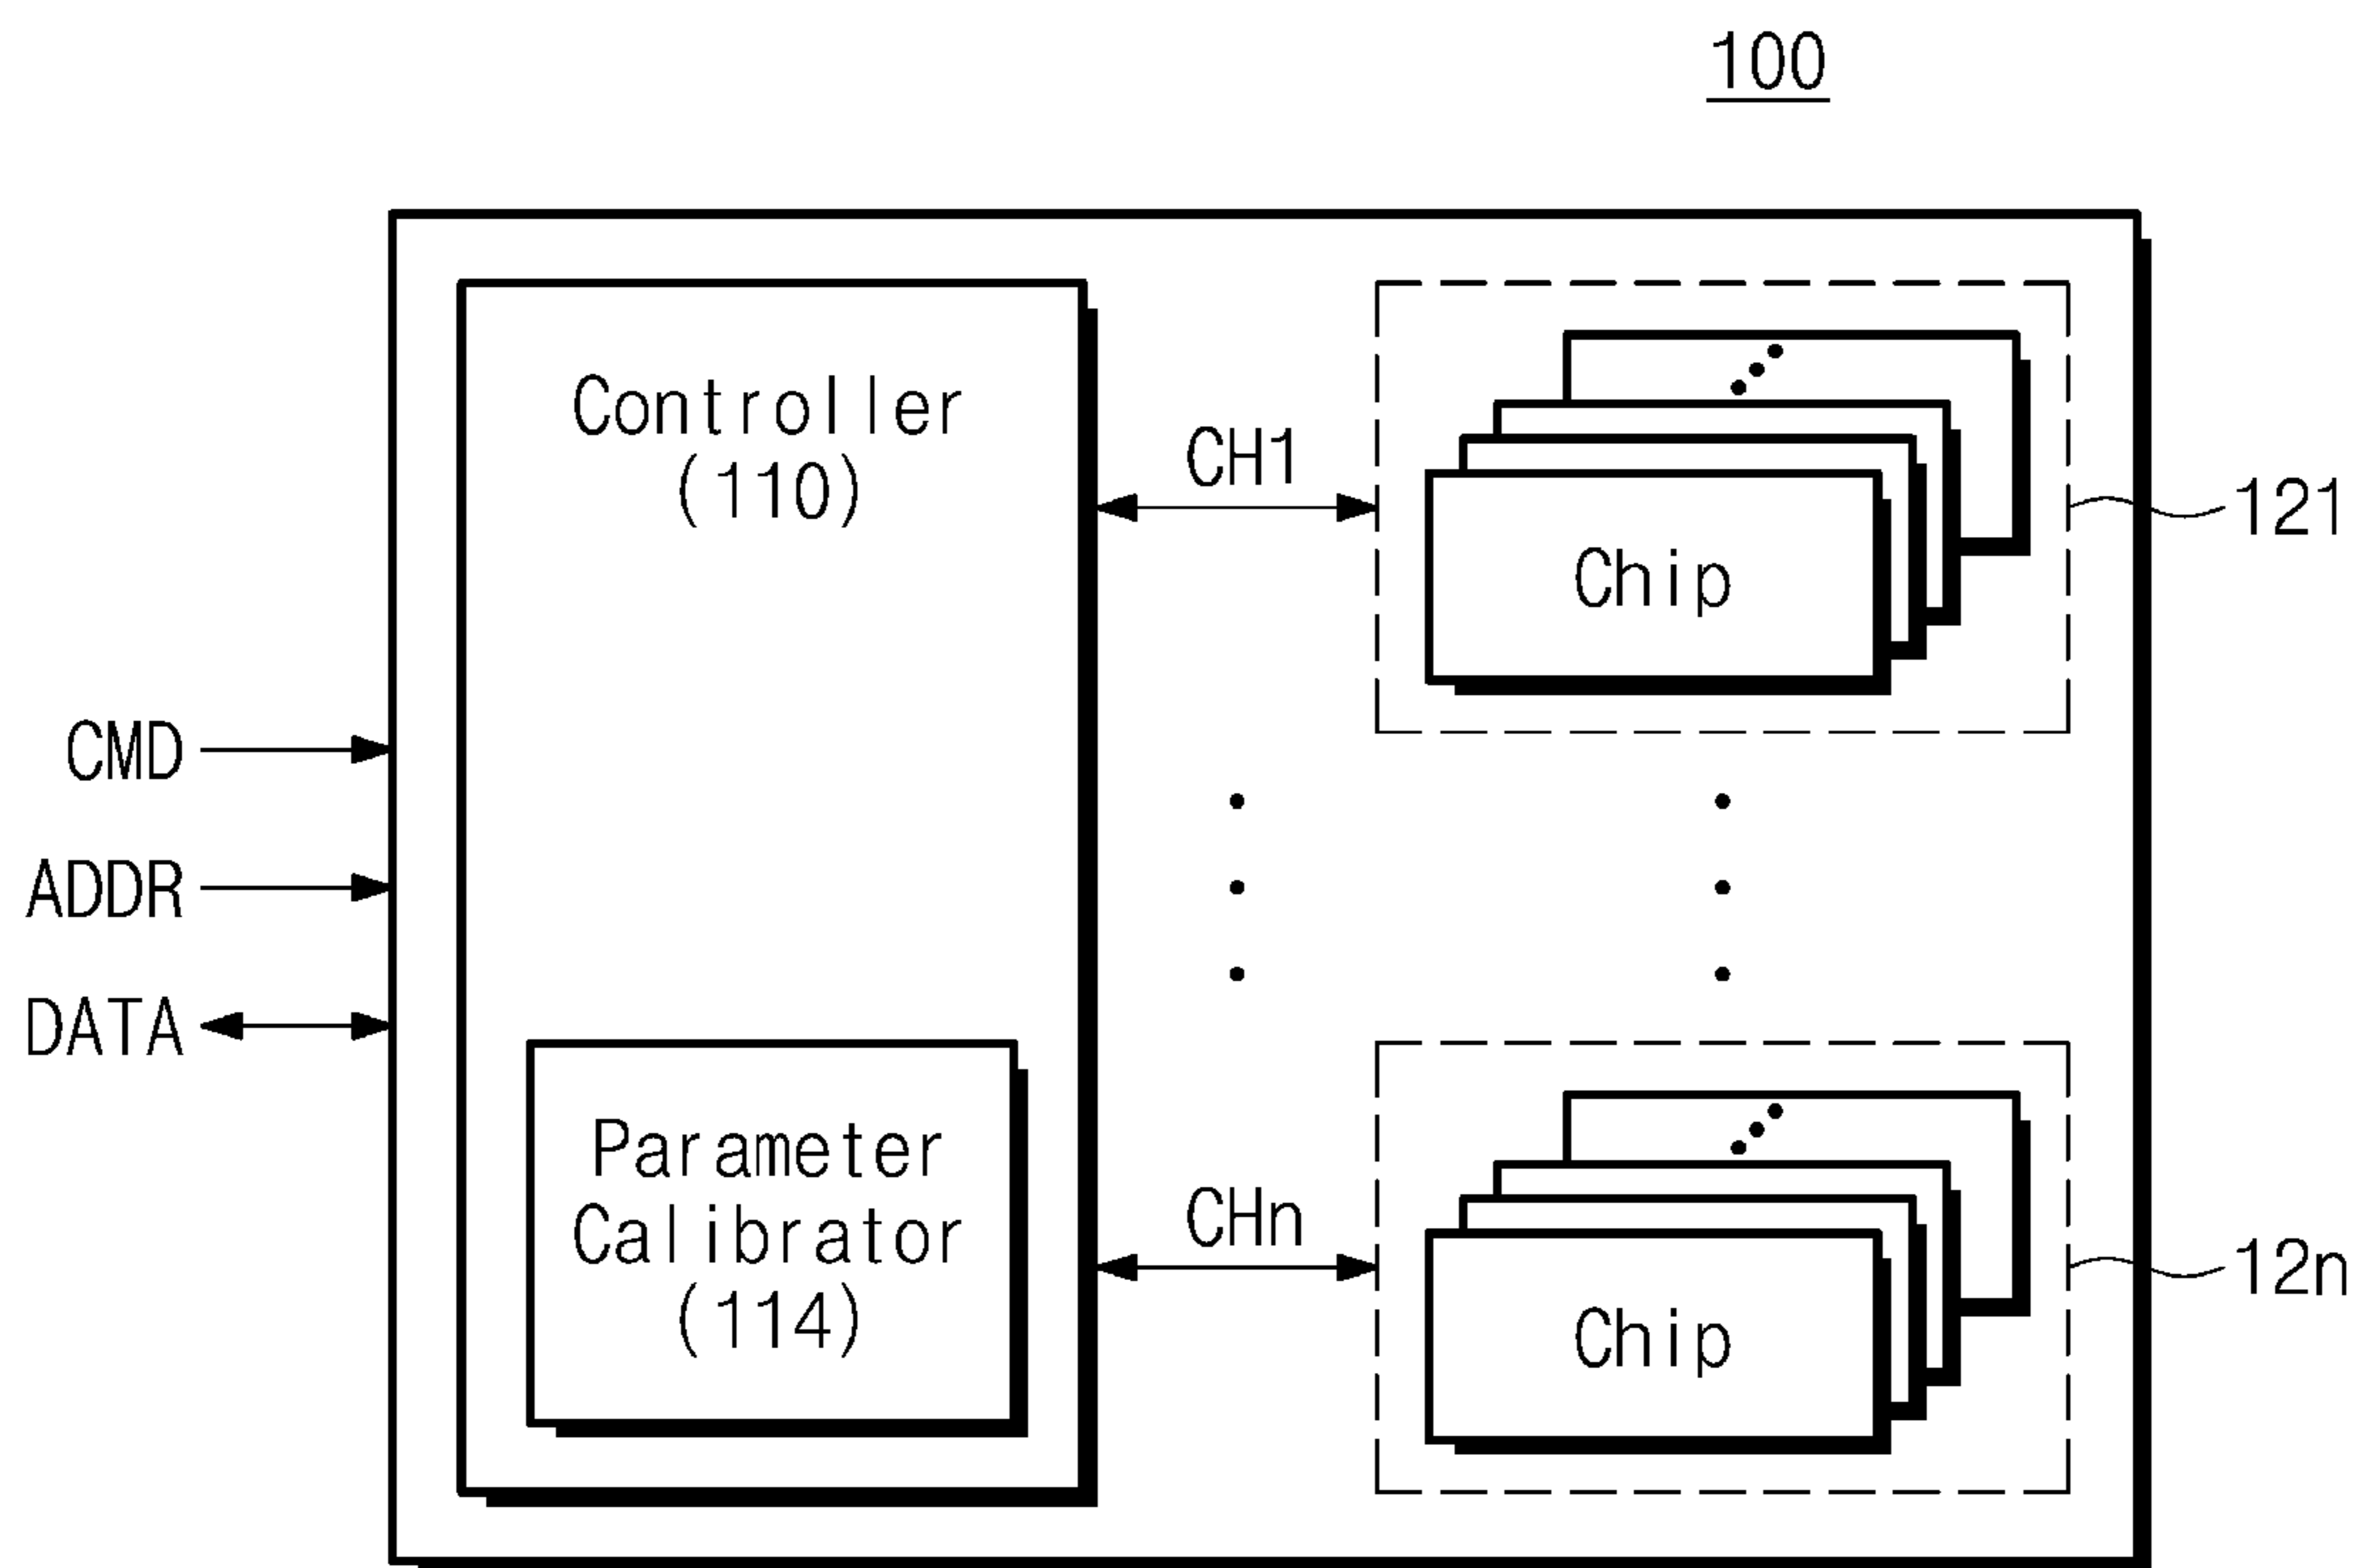 100
Controller
(110)
CH1
Chip
121
CMD
ADDR
DATA
Parameter
Calibrator
(114)
CHn
Chip
12n